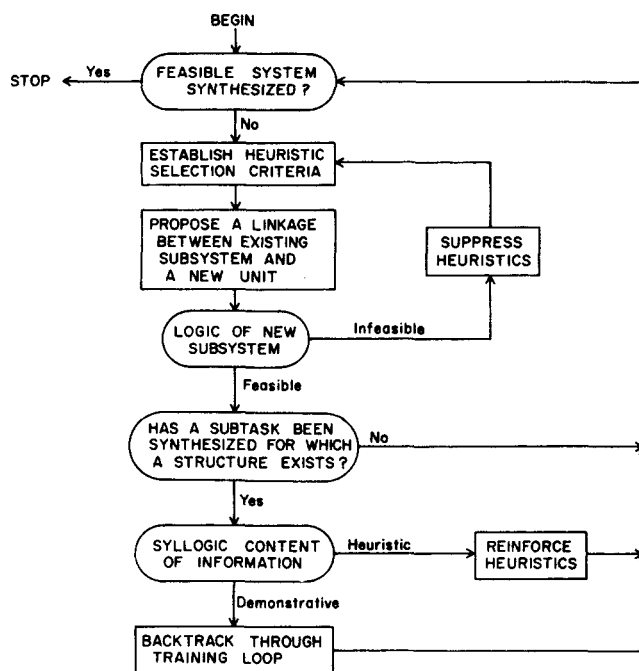 BEGIN
STOP
Yes
FEASIBLE SYSTEM
SYNTHESIZED?
No
ESTABLISH HEURISTIC
SELECTION CRITERIA
PROPOSE A LINKAGE
BETWEEN EXISTING
SUBSYSTEM AND
A NEW UNIT
SUPPRESS
HEURISTICS
LOGIC OF NEW
SUBSYSTEM
Infeasible
Feasible
HAS A SUBTASK BEEN
SYNTHESIZED FOR WHICH
A STRUCTURE EXISTS?
No
Yes
SYLLOGIC CONTENT
OF INFORMATION
Heuristic
REINFORCE
HEURISTICS
Demonstrative
BACKTRACK THROUGH
TRAINING LOOP